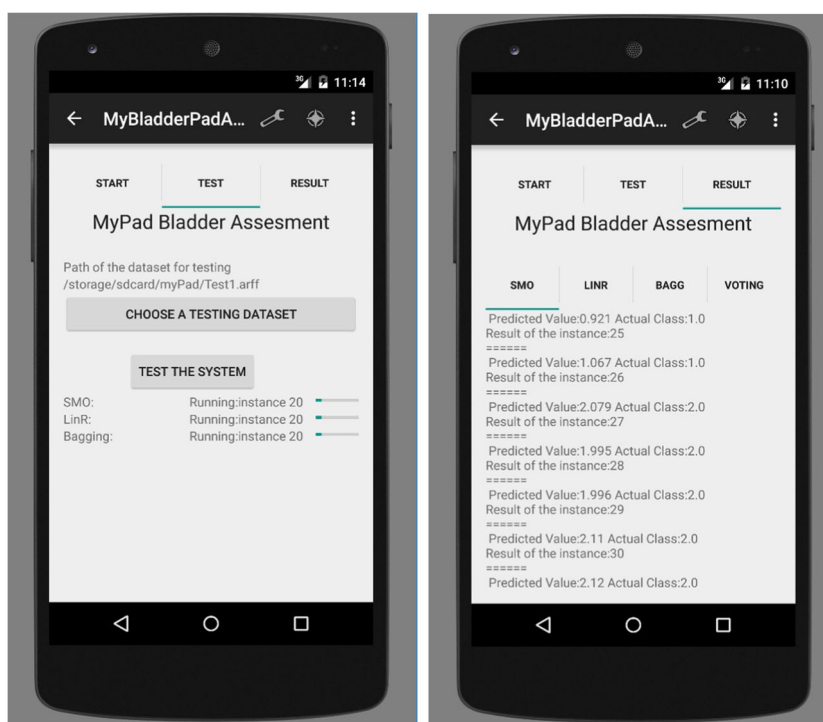 3G 11:14
MyBladderPadA...
START TEST RESULT
MyPad Bladder Assesment
Path of the dataset for testing
/storage/sdcard/myPad/Test1.arff
CHOOSE A TESTING DATASET
TEST THE SYSTEM
SMO: Running:instance 20
LinR: Running:instance 20
Bagging: Running:instance 20
3G 11:10
MyBladderPadA...
START TEST RESULT
MyPad Bladder Assesment
SMO LINR BAGG VOTING
Predicted Value:0.921 Actual Class:1.0
Result of the instance:25
======
Predicted Value:1.067 Actual Class:1.0
Result of the instance:26
======
Predicted Value:2.079 Actual Class:2.0
Result of the instance:27
======
Predicted Value:1.995 Actual Class:2.0
Result of the instance:28
======
Predicted Value:1.996 Actual Class:2.0
Result of the instance:29
======
Predicted Value:2.11 Actual Class:2.0
Result of the instance:30
======
Predicted Value:2.12 Actual Class:2.0